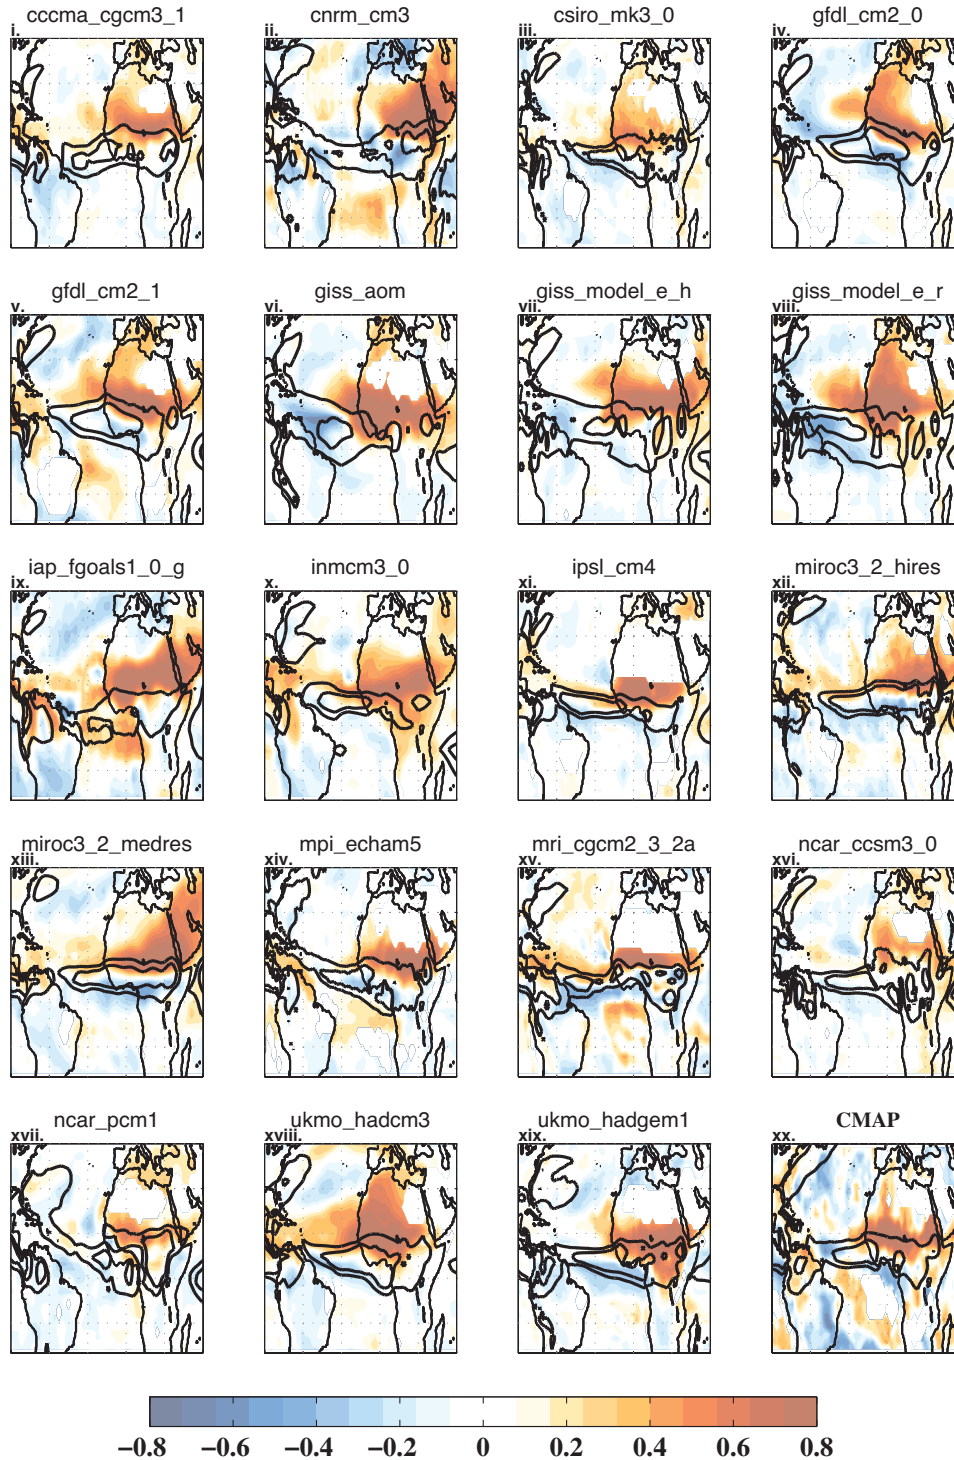 cccma_cgcm3_1 cnrm_cm3 csiro_mk3_0 gfdl_cm2_0
i. ii. iii. iv.
gfdl_cm2_1 giss_aom giss_model_e_h giss_model_e_r
v. vi. vii. viii.
iap_fgoals1_0_g inmcm3_0 ipsl_cm4 miroc3_2_hires
ix. x. xi. xii.
miroc3_2_medres mpi_echam5 mri_cgcm2_3_2a ncar_ccsm3_0
xiii. xiv. xv. xvi.
ncar_pcm1 ukmo_hadcm3 ukmo_hadgem1 CMAP
xvii. xviii. xix. xx.
−0.8 −0.6 −0.4 −0.2 0 0.2 0.4 0.6 0.8